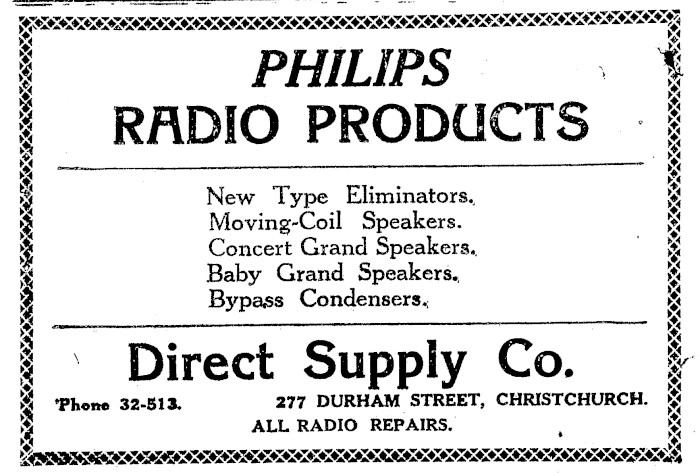 PHILIPS
RADIO PRODUCTS
New Type Eliminators.
Moving-Coil Speakers.
Concert Grand Speakers.
Baby Grand Speakers.
Bypass Condensers.
Direct Supply Co.
'Phone 32-513. 277 DURHAM STREET, CHRISTCHURCH.
ALL RADIO REPAIRS.